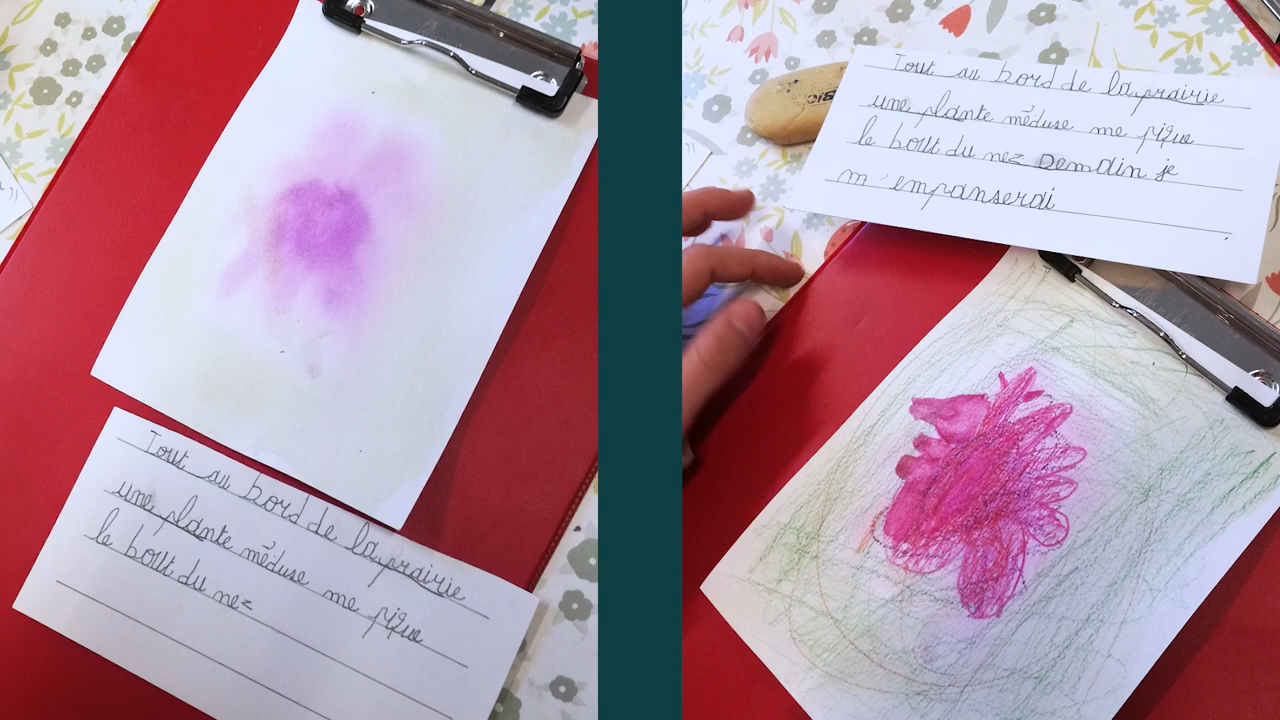 Tout au bord de la prairie
une plante méduse me pique
le bout du nez
Tout au bord de la prairie
une plante méduse me pique
le bout du nez Demain je
m'empanserai